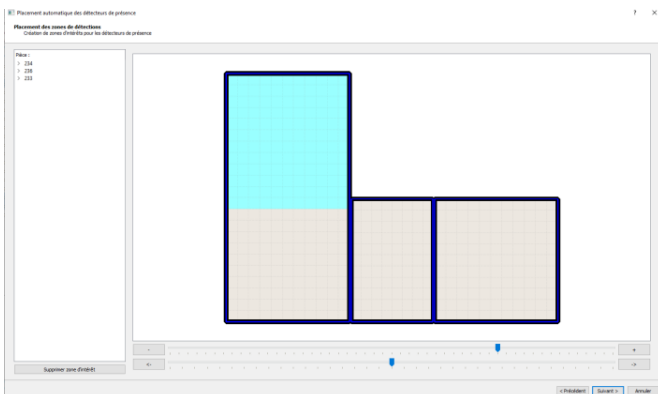 Placement automatique des détecteurs de présence
? ×
Placement des zones de détections
Création de zones d'intérêts pour les détecteurs de présence
Pièce :
> 234
> 236
> 233
- +
<- ->
Supprimer zone d'intérêt
< Précédent Suivant > Annuler